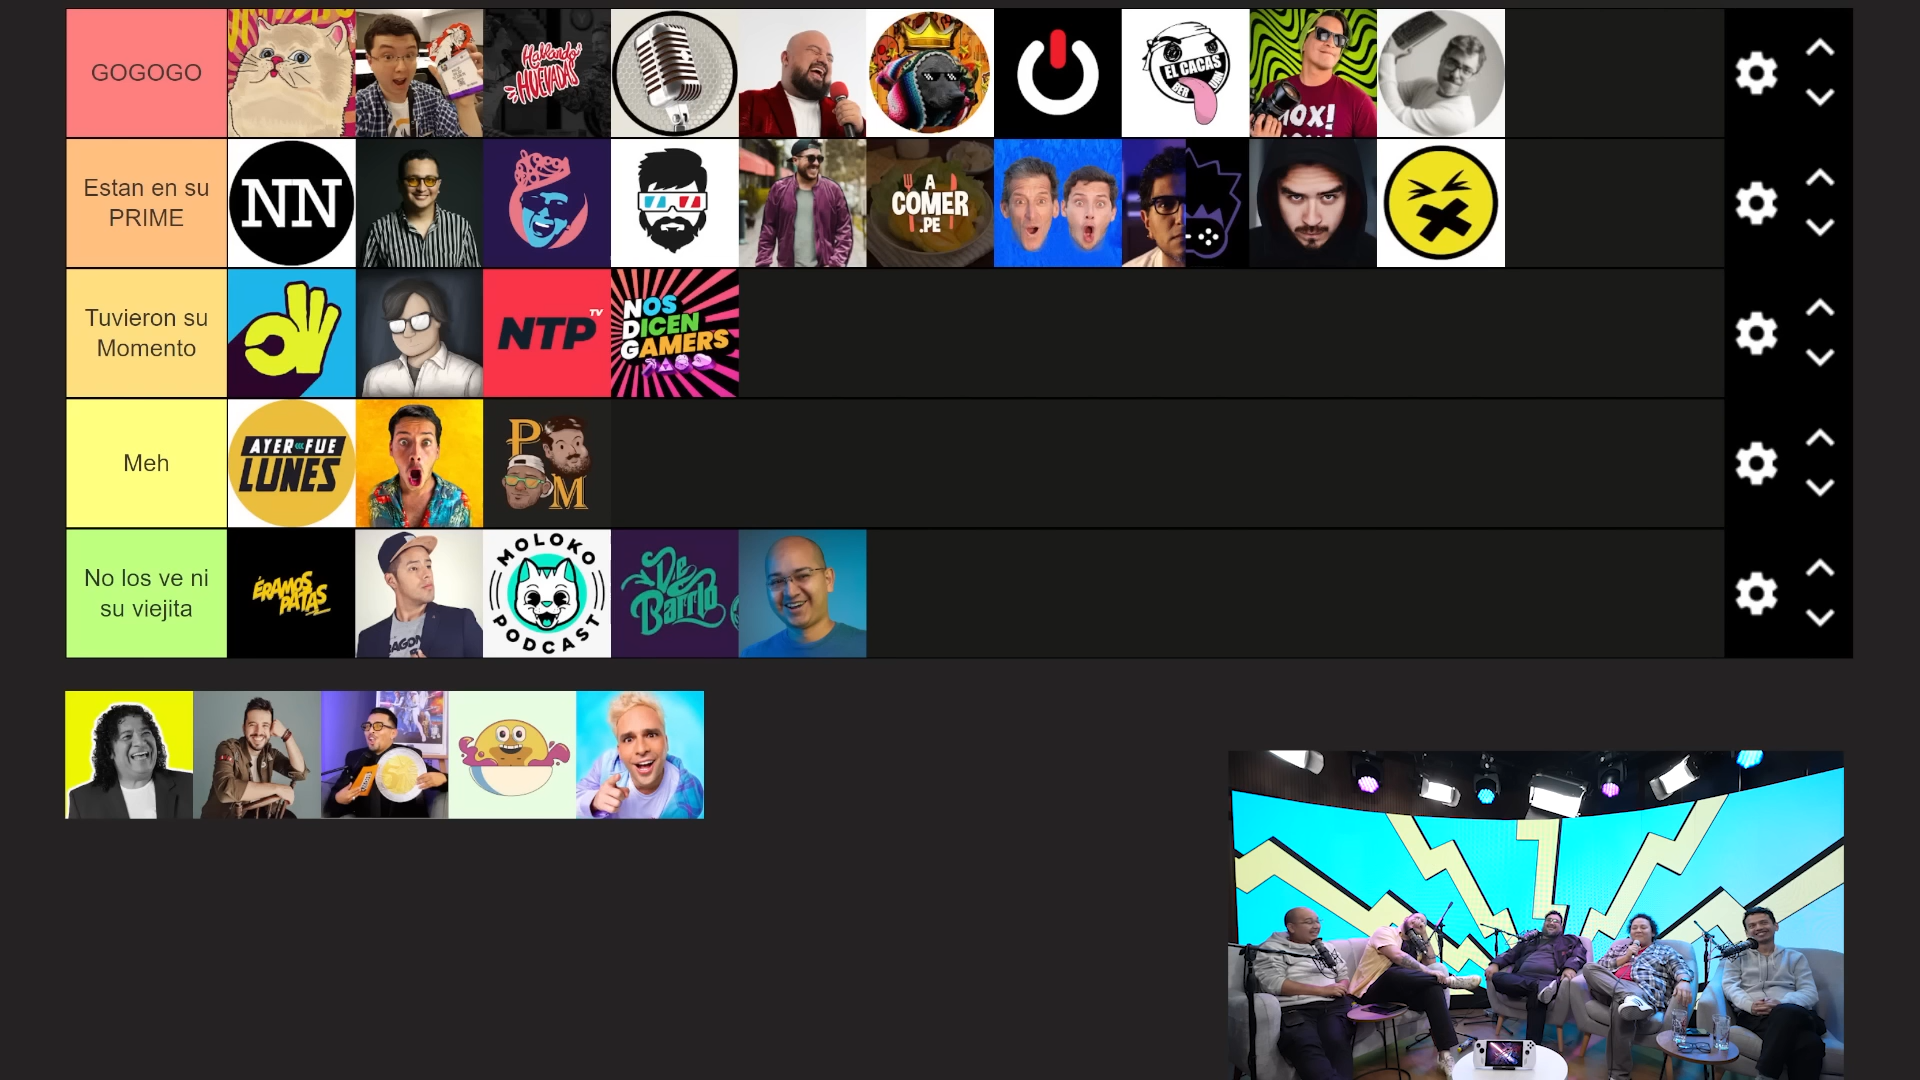 GOGOGO
Hablando
HUEVADAS
EL CACAS
NOX!
Estan en su
PRIME
NN
A
COMER
.PE
Tuvieron su
Momento
NTP TV
NOS
DICEN
GAMERS
Meh
AYER FUE
LUNES
P
M
No los ve ni
su viejita
ÉRAMOS
PATAS
MOLOKO
PODCAST
De
Barrio